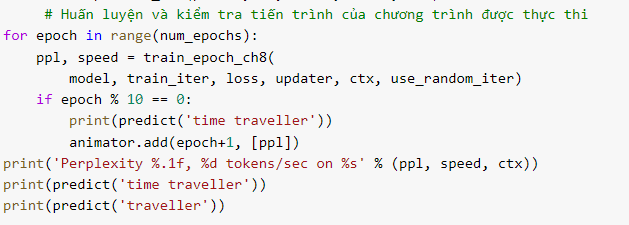 # Huấn luyện và kiểm tra tiến trình của chương trình được thực thi
for epoch in range(num_epochs):
    ppl, speed = train_epoch_ch8(
        model, train_iter, loss, updater, ctx, use_random_iter)
    if epoch % 10 == 0:
        print(predict('time traveller'))
        animator.add(epoch+1, [ppl])
print('Perplexity %.1f, %d tokens/sec on %s' % (ppl, speed, ctx))
print(predict('time traveller'))
print(predict('traveller'))